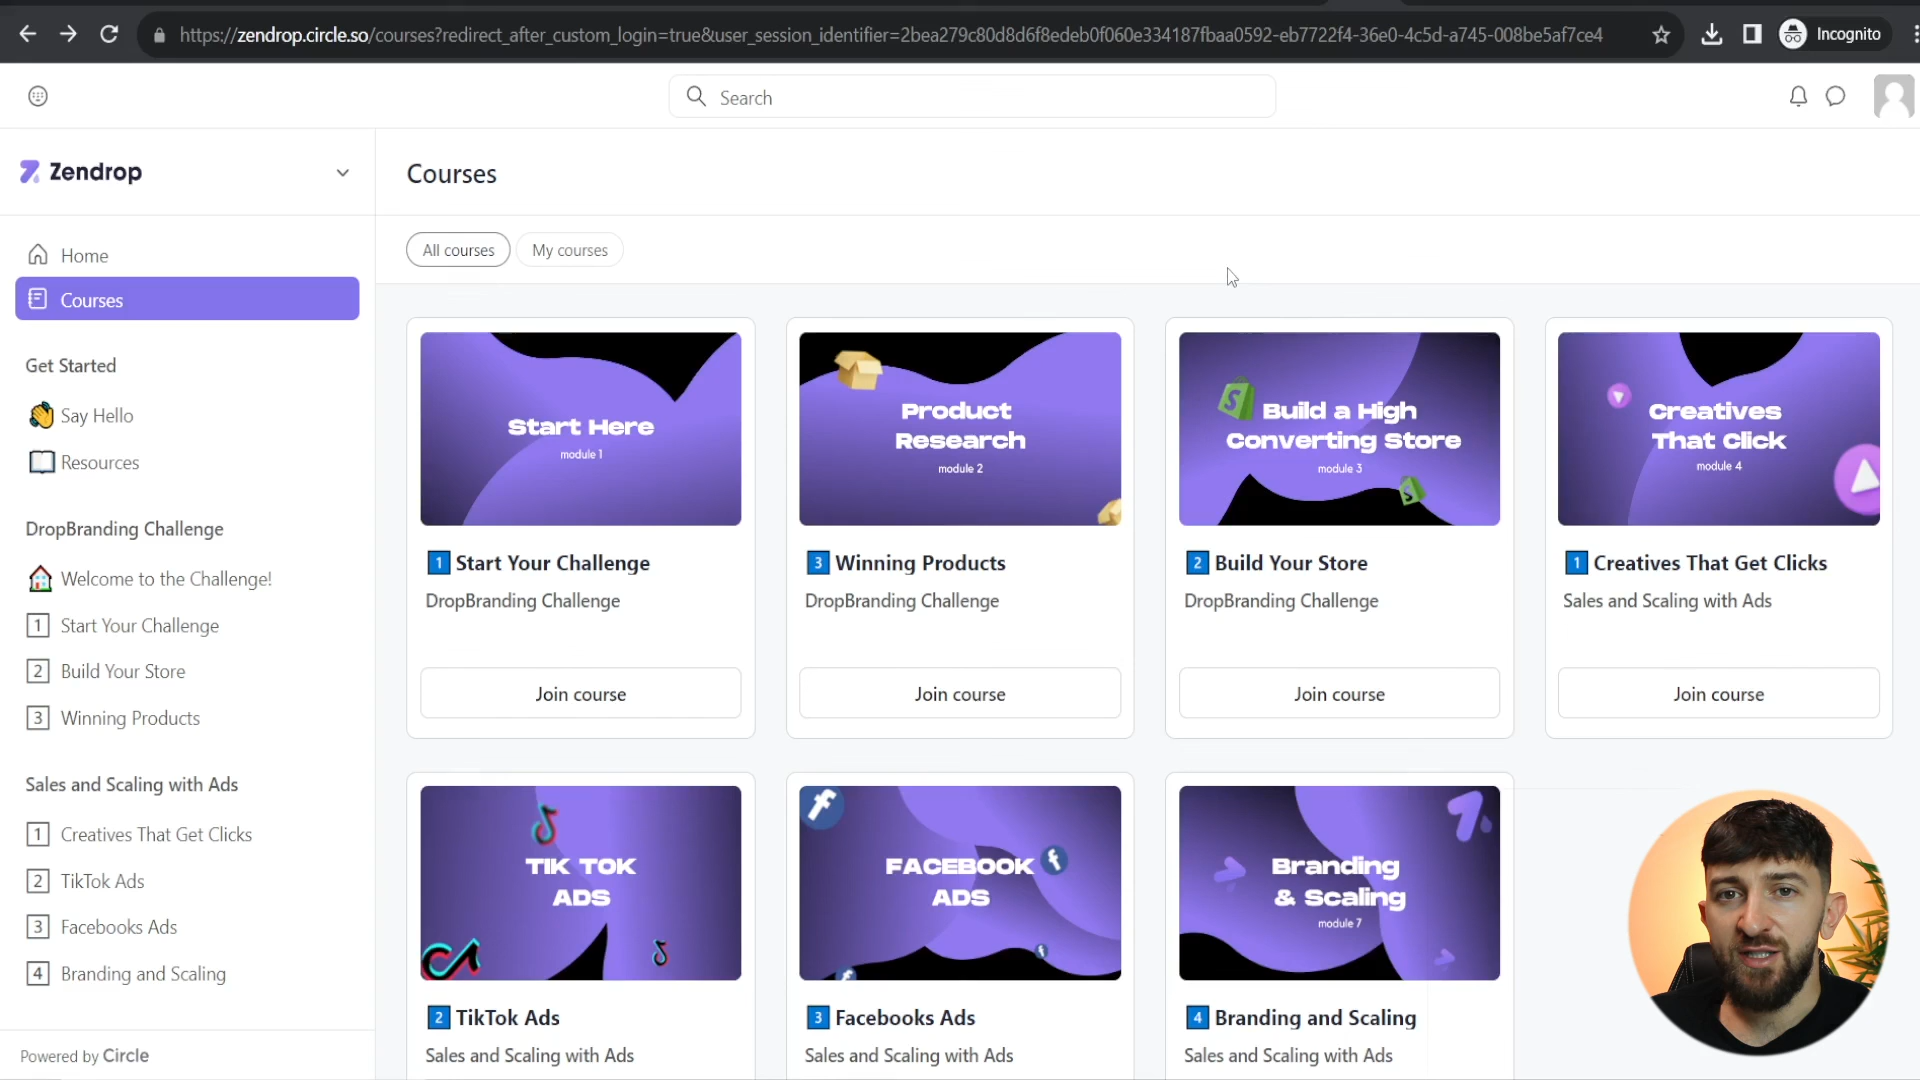 https://zendrop.circle.so/courses?redirect_after_custom_login=true&user_session_identifier=2bea279c80d8d6f8edeb0f060e334187fbaa0592-eb7722f4-36e0-4c5d-a745-008be5af7ce4
Incognito
Search
Zendrop
Home
Courses
Get Started
Say Hello
Resources
DropBranding Challenge
Welcome to the Challenge!
1 Start Your Challenge
2 Build Your Store
3 Winning Products
Sales and Scaling with Ads
1 Creatives That Get Clicks
2 TikTok Ads
3 Facebooks Ads
4 Branding and Scaling
Powered by Circle
Courses
All courses
My courses
Start Here
module 1
1 Start Your Challenge
DropBranding Challenge
Join course
Product
Research
module 2
3 Winning Products
DropBranding Challenge
Join course
Build a High
Converting Store
module 3
2 Build Your Store
DropBranding Challenge
Join course
Creatives
That Click
module 4
1 Creatives That Get Clicks
Sales and Scaling with Ads
Join course
TIK TOK
ADS
2 TikTok Ads
Sales and Scaling with Ads
FACEBOOK
ADS
3 Facebooks Ads
Sales and Scaling with Ads
Branding
& Scaling
module 7
4 Branding and Scaling
Sales and Scaling with Ads